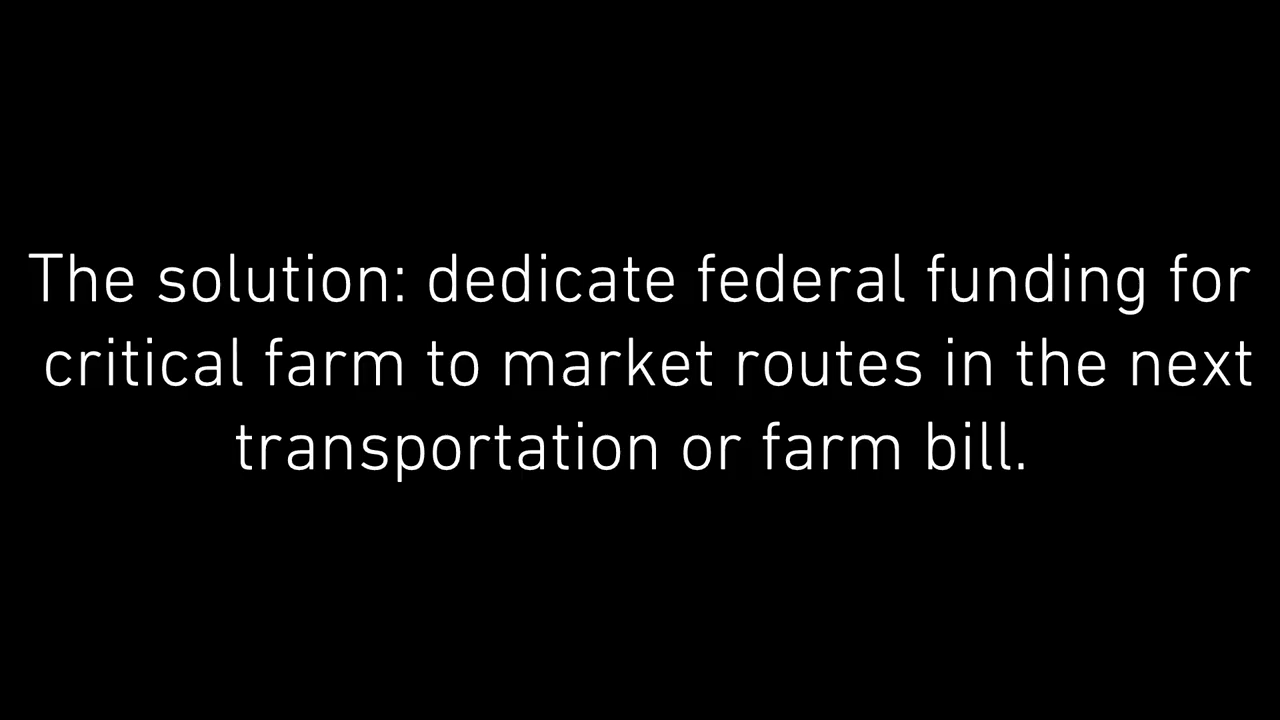 The solution: dedicate federal funding for
critical farm to market routes in the next
transportation or farm bill.